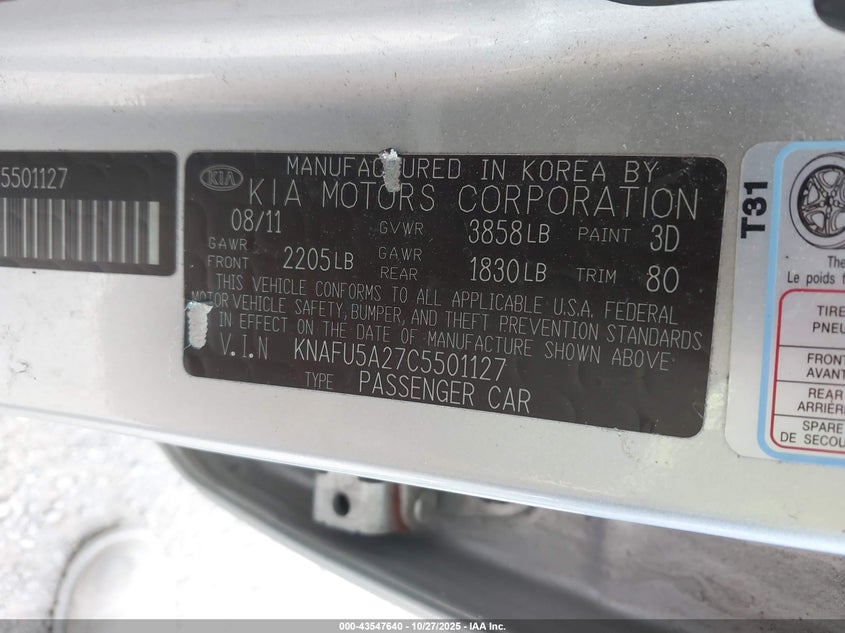 5501127
KIA
MANUFACTURED IN KOREA BY
KIA MOTORS CORPORATION
08/11 GVWR 3858LB PAINT 3D
GAWR FRONT 2205LB GAWR REAR 1830LB TRIM 80
THIS VEHICLE CONFORMS TO ALL APPLICABLE U.S.A. FEDERAL
MOTOR VEHICLE SAFETY, BUMPER, AND THEFT PREVENTION STANDARDS
IN EFFECT ON THE DATE OF MANUFACTURE SHOWN ABOVE
V.I.N KNAFU5A27C5501127
TYPE PASSENGER CAR
T31
The
Le poids
TIRE
PNEU
FRONT
AVANT
REAR
ARRIÈRE
SPARE
DE SECOU
000-43547640 - 10/27/2025 - IAAI.COM